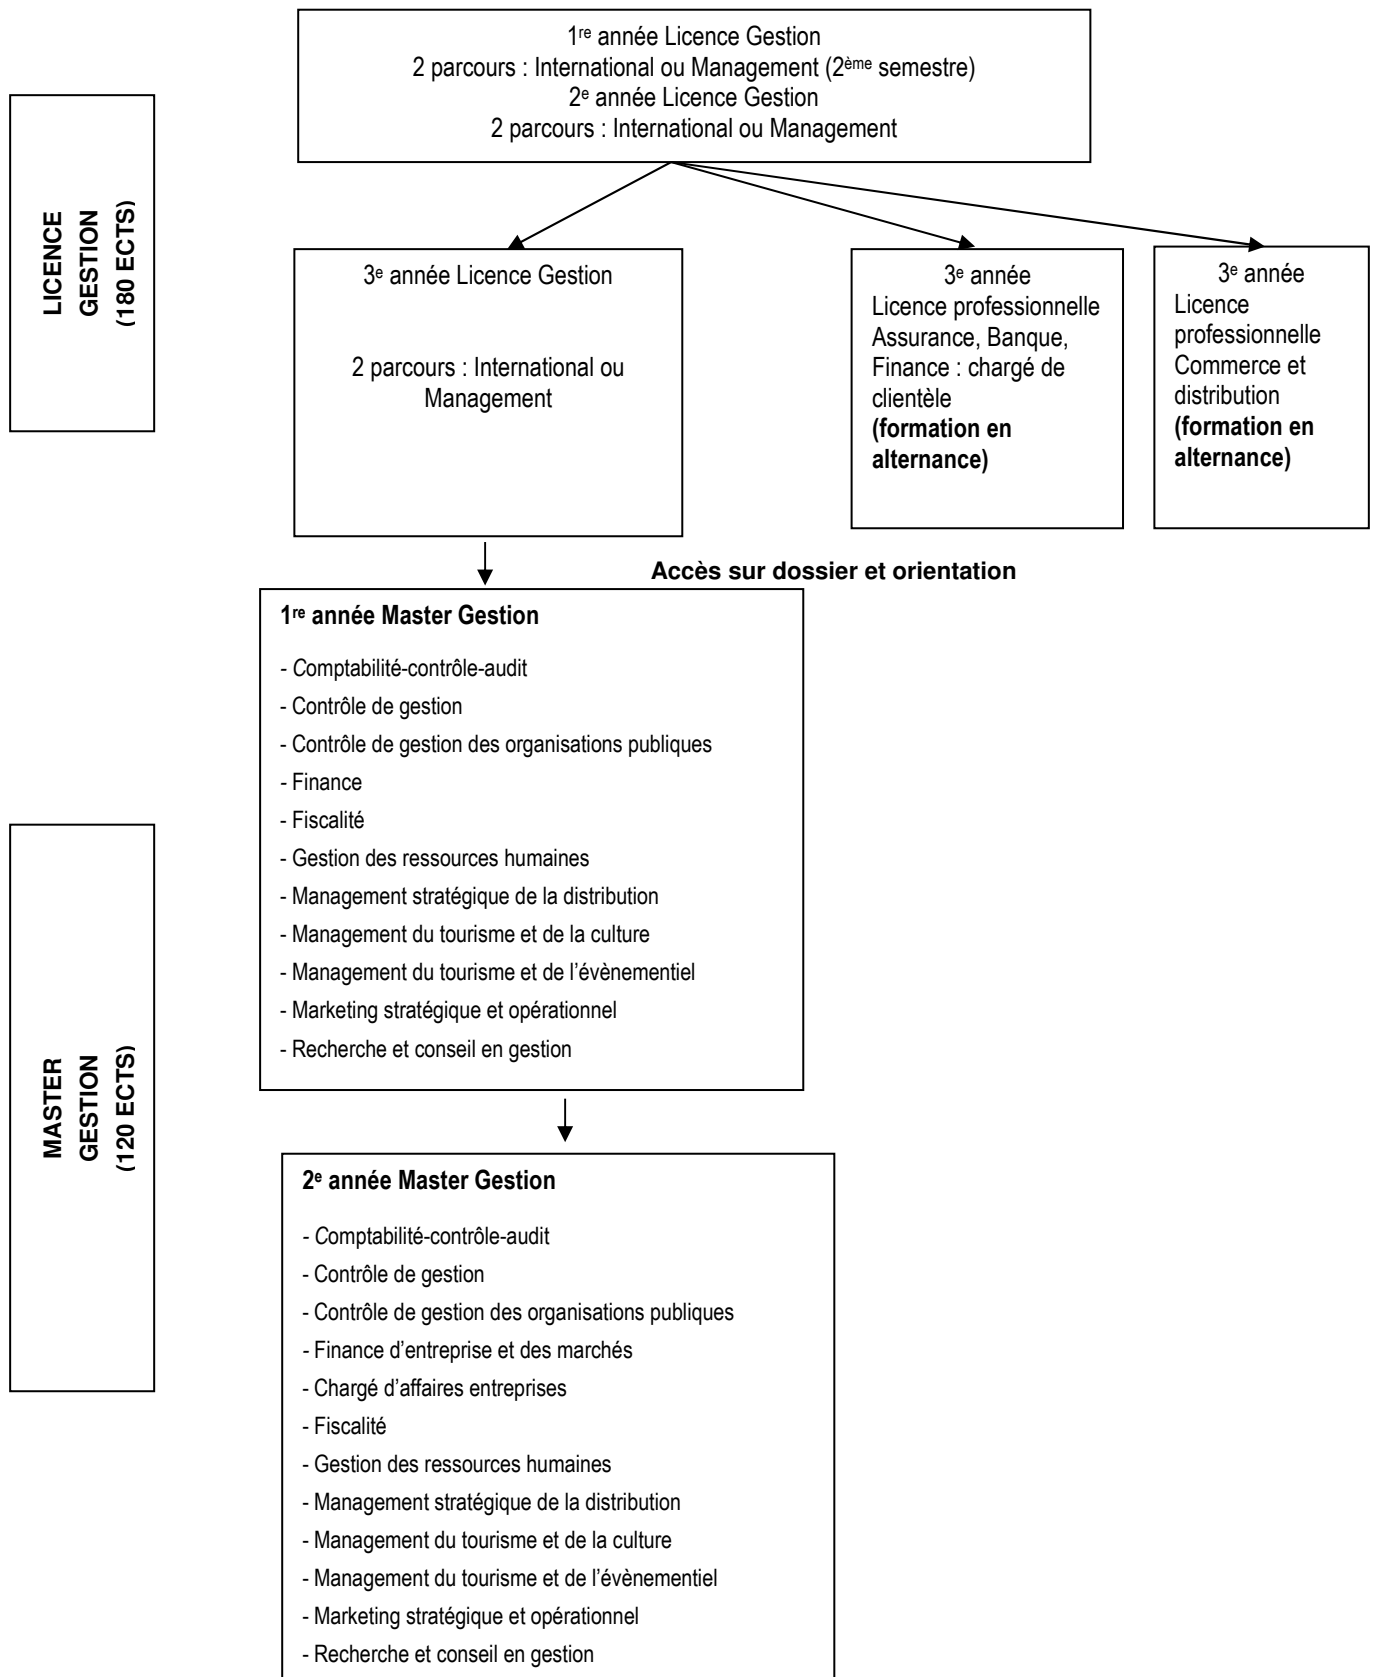 1re année Licence Gestion
2 parcours : International ou Management (2ème semestre)
2e année Licence Gestion
2 parcours : International ou Management
LICENCE
GESTION
(180 ECTS)
3e année Licence Gestion
2 parcours : International ou
Management
3e année
Licence professionnelle
Assurance, Banque,
Finance : chargé de
clientèle
(formation en
alternance)
3e année
Licence
professionnelle
Commerce et
distribution
(formation en
alternance)
Accès sur dossier et orientation
MASTER
GESTION
(120 ECTS)
1re année Master Gestion
- Comptabilité-contrôle-audit
- Contrôle de gestion
- Contrôle de gestion des organisations publiques
- Finance
- Fiscalité
- Gestion des ressources humaines
- Management stratégique de la distribution
- Management du tourisme et de la culture
- Management du tourisme et de l’évènementiel
- Marketing stratégique et opérationnel
- Recherche et conseil en gestion
2e année Master Gestion
- Comptabilité-contrôle-audit
- Contrôle de gestion
- Contrôle de gestion des organisations publiques
- Finance d’entreprise et des marchés
- Chargé d’affaires entreprises
- Fiscalité
- Gestion des ressources humaines
- Management stratégique de la distribution
- Management du tourisme et de la culture
- Management du tourisme et de l’évènementiel
- Marketing stratégique et opérationnel
- Recherche et conseil en gestion